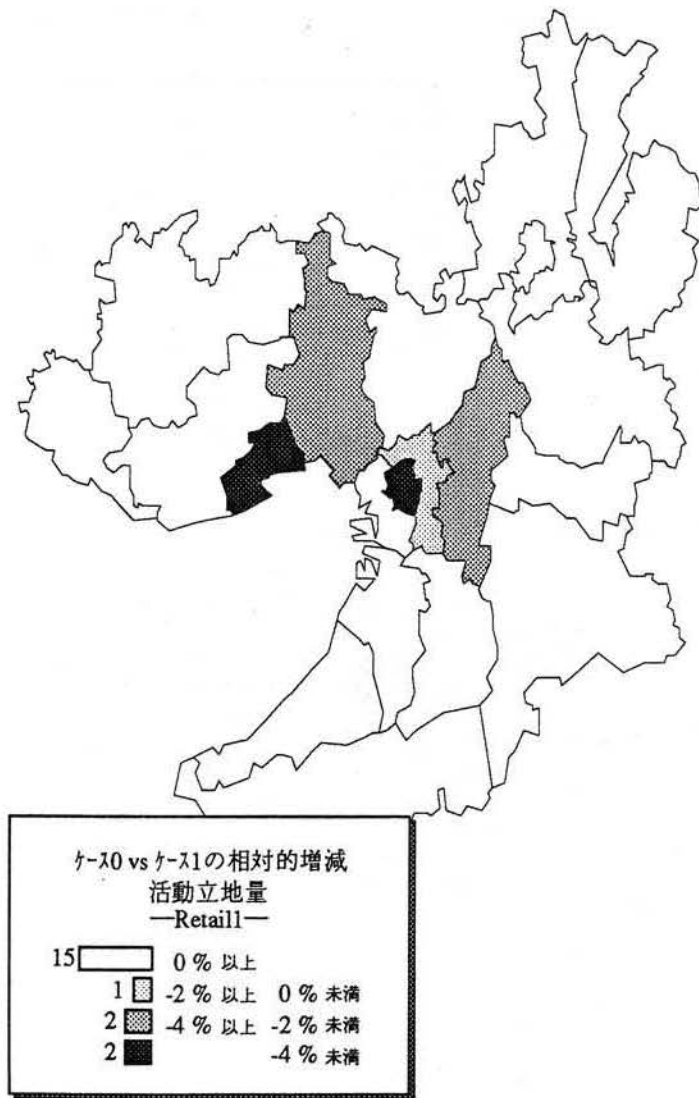 ｹｰｽ0 vs ｹｰｽ1の相対的増減
活動立地量
―Retail1―
15 0 % 以上
1 -2 % 以上 0 % 未満
2 -4 % 以上 -2 % 未満
2 -4 % 未満